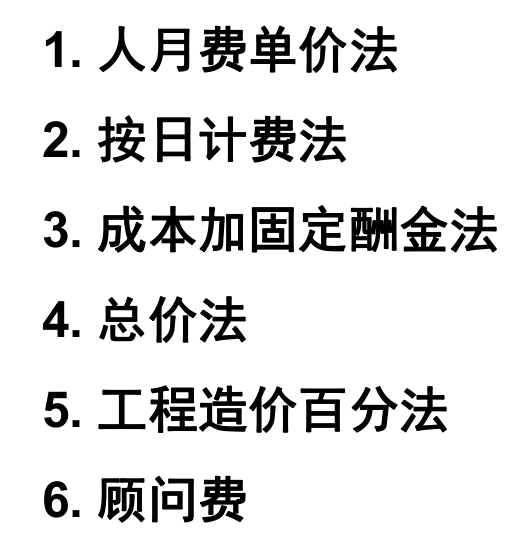 1. 人月费单价法
2. 按日计费法
3. 成本加固定酬金法
4. 总价法
5. 工程造价百分法
6. 顾问费